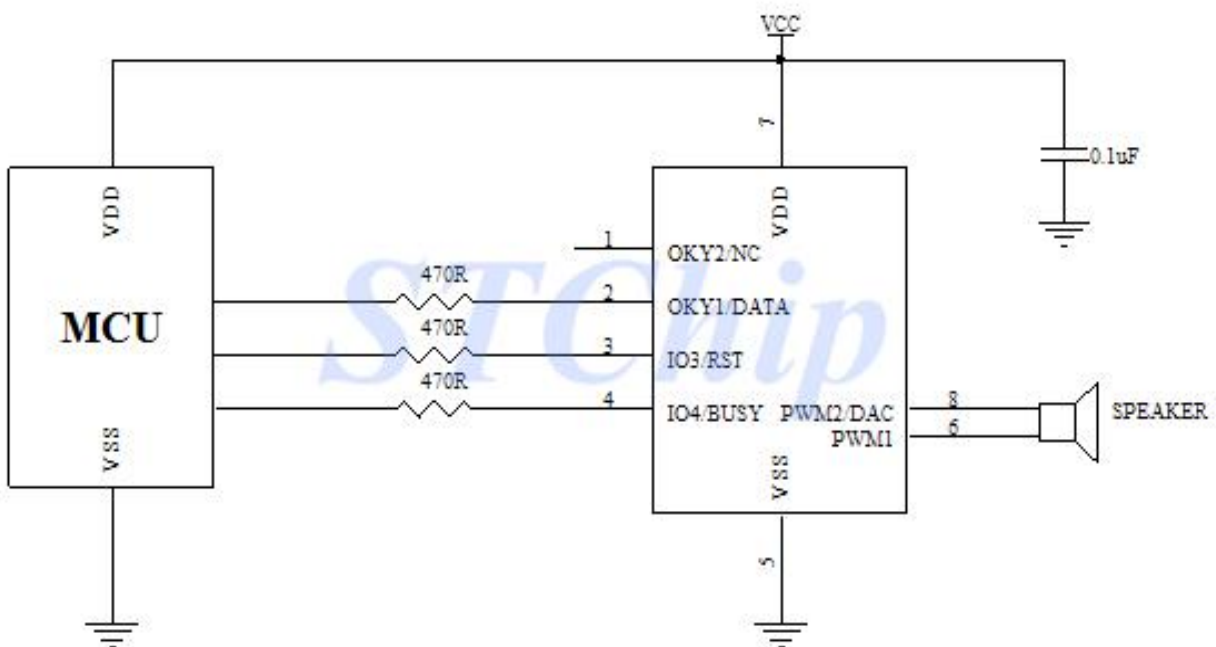 VCC
7
0.1uF
VDD
VDD
1
OKY2/NC
470R
2
OKY1/DATA
MCU
STChip
470R
3
IO3/RST
470R
4
IO4/BUSY
PWM2/DAC
8
SPEAKER
PWM1
6
VSS
VSS
5